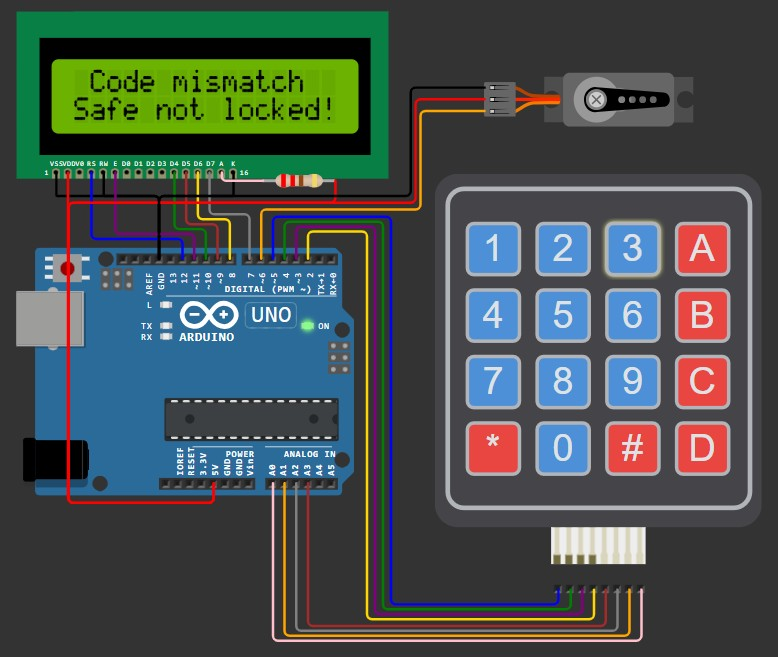 Code mismatch
Safe not locked!
VSS VDD V0 RS RW E D0 D1 D2 D3 D4 D5 D6 D7 A K
1 16
AREF GND 13 12 ~11 ~10 ~9 8 7 ~6 ~5 4 ~3 2 TX→1 RX←0
DIGITAL (PWM ~)
L
TX
RX
ARDUINO
UNO
ON
IOREF RESET 3.3V 5V GND GND Vin
POWER
ANALOG IN
A0 A1 A2 A3 A4 A5
1 2 3 A
4 5 6 B
7 8 9 C
* 0 # D